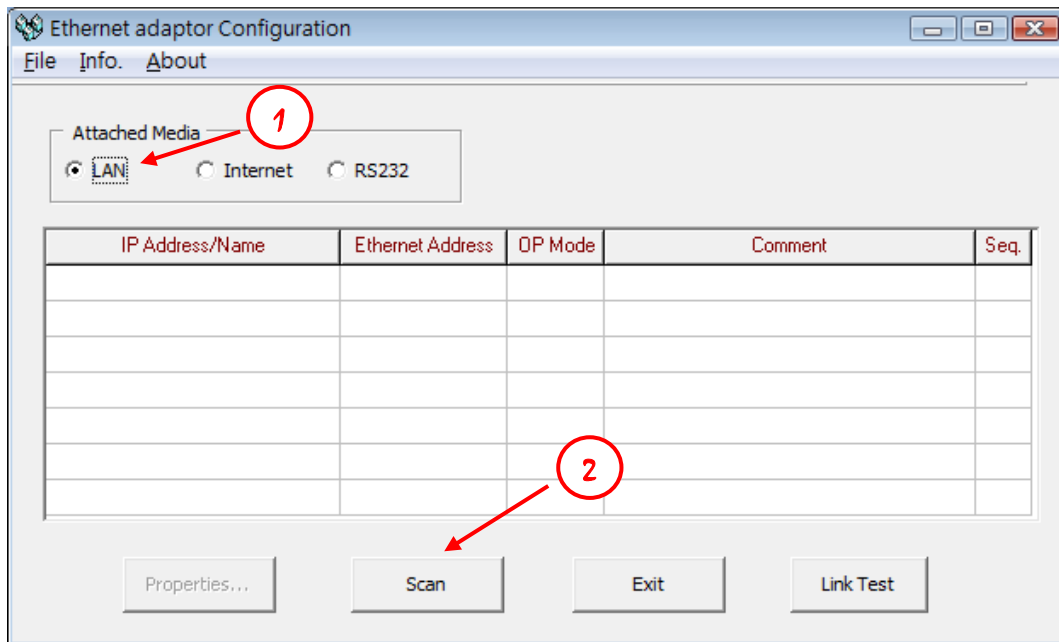 Ethernet adaptor Configuration
File Info. About
1
Attached Media
LAN Internet RS232
IP Address/Name Ethernet Address OP Mode Comment Seq.
2
Properties... Scan Exit Link Test